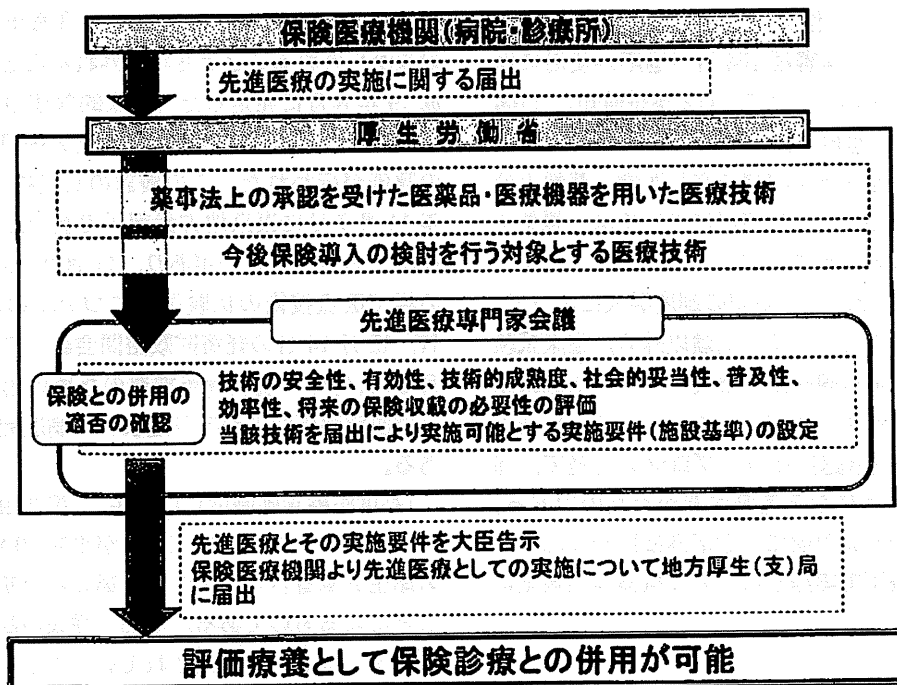 保険医療機関(病院・診療所)
先進医療の実施に関する届出
厚生労働省
薬事法上の承認を受けた医薬品・医療機器を用いた医療技術
今後保険導入の検討を行う対象とする医療技術
先進医療専門家会議
保険との併用の
適否の確認
技術の安全性、有効性、技術的成熟度、社会的妥当性、普及性、
効率性、将来の保険収載の必要性の評価
当該技術を届出により実施可能とする実施要件(施設基準)の設定
先進医療とその実施要件を大臣告示
保険医療機関より先進医療としての実施について地方厚生(支)局
に届出
評価療養として保険診療との併用が可能